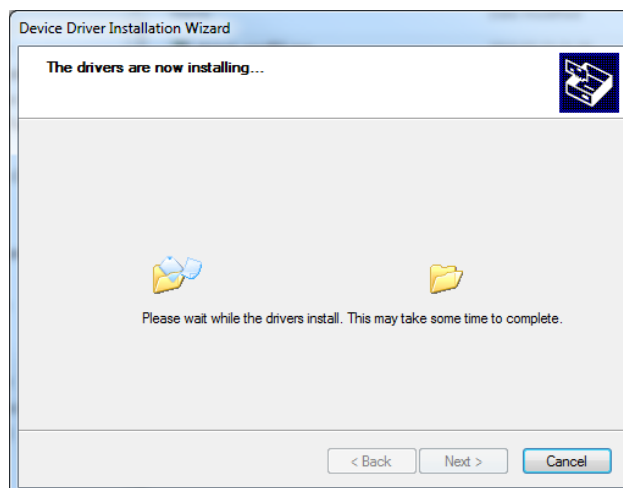 Device Driver Installation Wizard
The drivers are now installing...
Please wait while the drivers install. This may take some time to complete.
< Back
Next >
Cancel